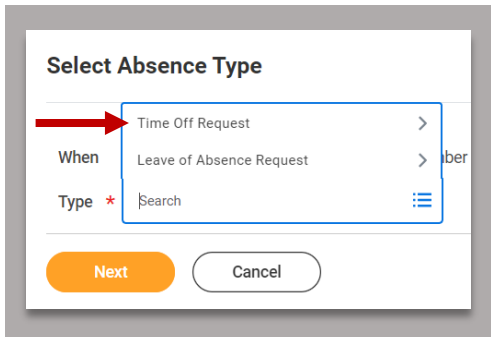 Select Absence Type
Time Off Request
When Leave of Absence Request
Type * Search
Next Cancel